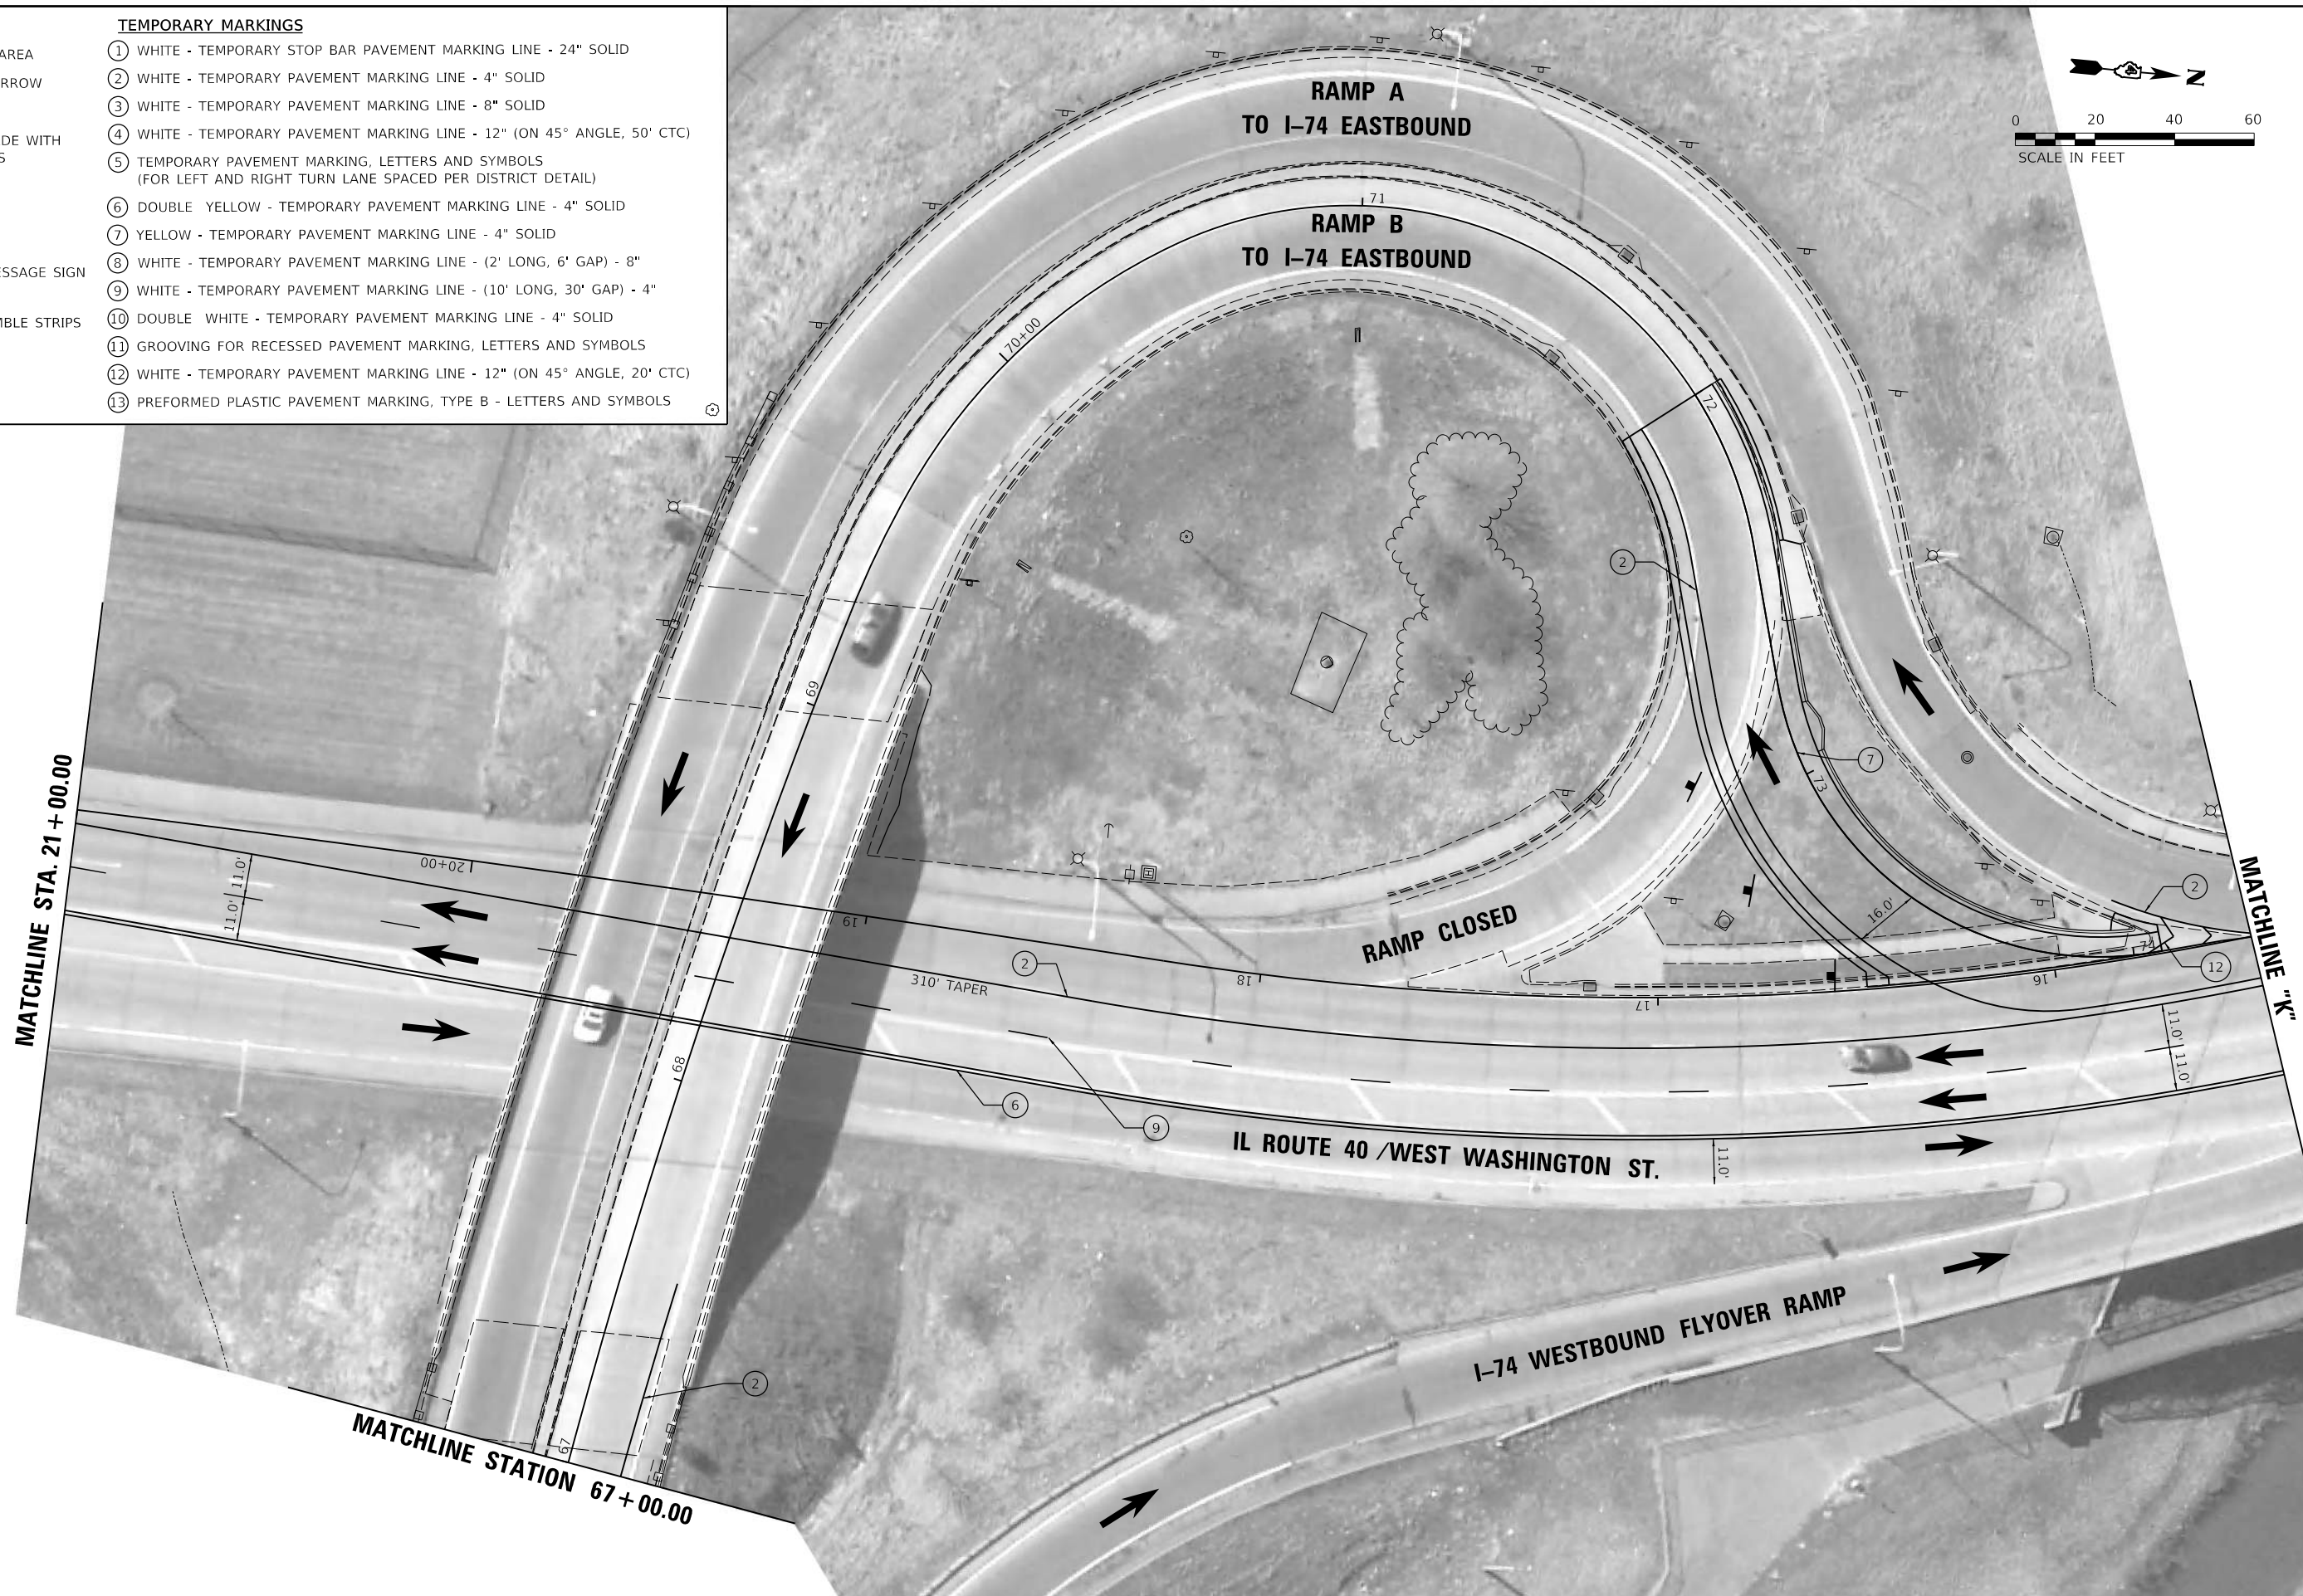 TEMPORARY MARKINGS
AREA
RROW
DE WITH
S
ESSAGE SIGN
MBLE STRIPS
1 WHITE - TEMPORARY STOP BAR PAVEMENT MARKING LINE - 24" SOLID
2 WHITE - TEMPORARY PAVEMENT MARKING LINE - 4" SOLID
3 WHITE - TEMPORARY PAVEMENT MARKING LINE - 8" SOLID
4 WHITE - TEMPORARY PAVEMENT MARKING LINE - 12" (ON 45° ANGLE, 50' CTC)
5 TEMPORARY PAVEMENT MARKING, LETTERS AND SYMBOLS
(FOR LEFT AND RIGHT TURN LANE SPACED PER DISTRICT DETAIL)
6 DOUBLE YELLOW - TEMPORARY PAVEMENT MARKING LINE - 4" SOLID
7 YELLOW - TEMPORARY PAVEMENT MARKING LINE - 4" SOLID
8 WHITE - TEMPORARY PAVEMENT MARKING LINE - (2' LONG, 6' GAP) - 8"
9 WHITE - TEMPORARY PAVEMENT MARKING LINE - (10' LONG, 30' GAP) - 4"
10 DOUBLE WHITE - TEMPORARY PAVEMENT MARKING LINE - 4" SOLID
11 GROOVING FOR RECESSED PAVEMENT MARKING, LETTERS AND SYMBOLS
12 WHITE - TEMPORARY PAVEMENT MARKING LINE - 12" (ON 45° ANGLE, 20' CTC)
13 PREFORMED PLASTIC PAVEMENT MARKING, TYPE B - LETTERS AND SYMBOLS
N
0 20 40 60
SCALE IN FEET
RAMP A
TO I-74 EASTBOUND
71
RAMP B
TO I-74 EASTBOUND
70+00
72
2
69
7
73
MATCHLINE STA. 21+00.00
20+00
11.0'
11.0'
19
2
310' TAPER
18
RAMP CLOSED
17
16.0'
16
2
74
12
MATCHLINE "K"
11.0'
11.0'
68
6
9
IL ROUTE 40 /WEST WASHINGTON ST.
11.0'
I-74 WESTBOUND FLYOVER RAMP
2
67
MATCHLINE STATION 67+00.00